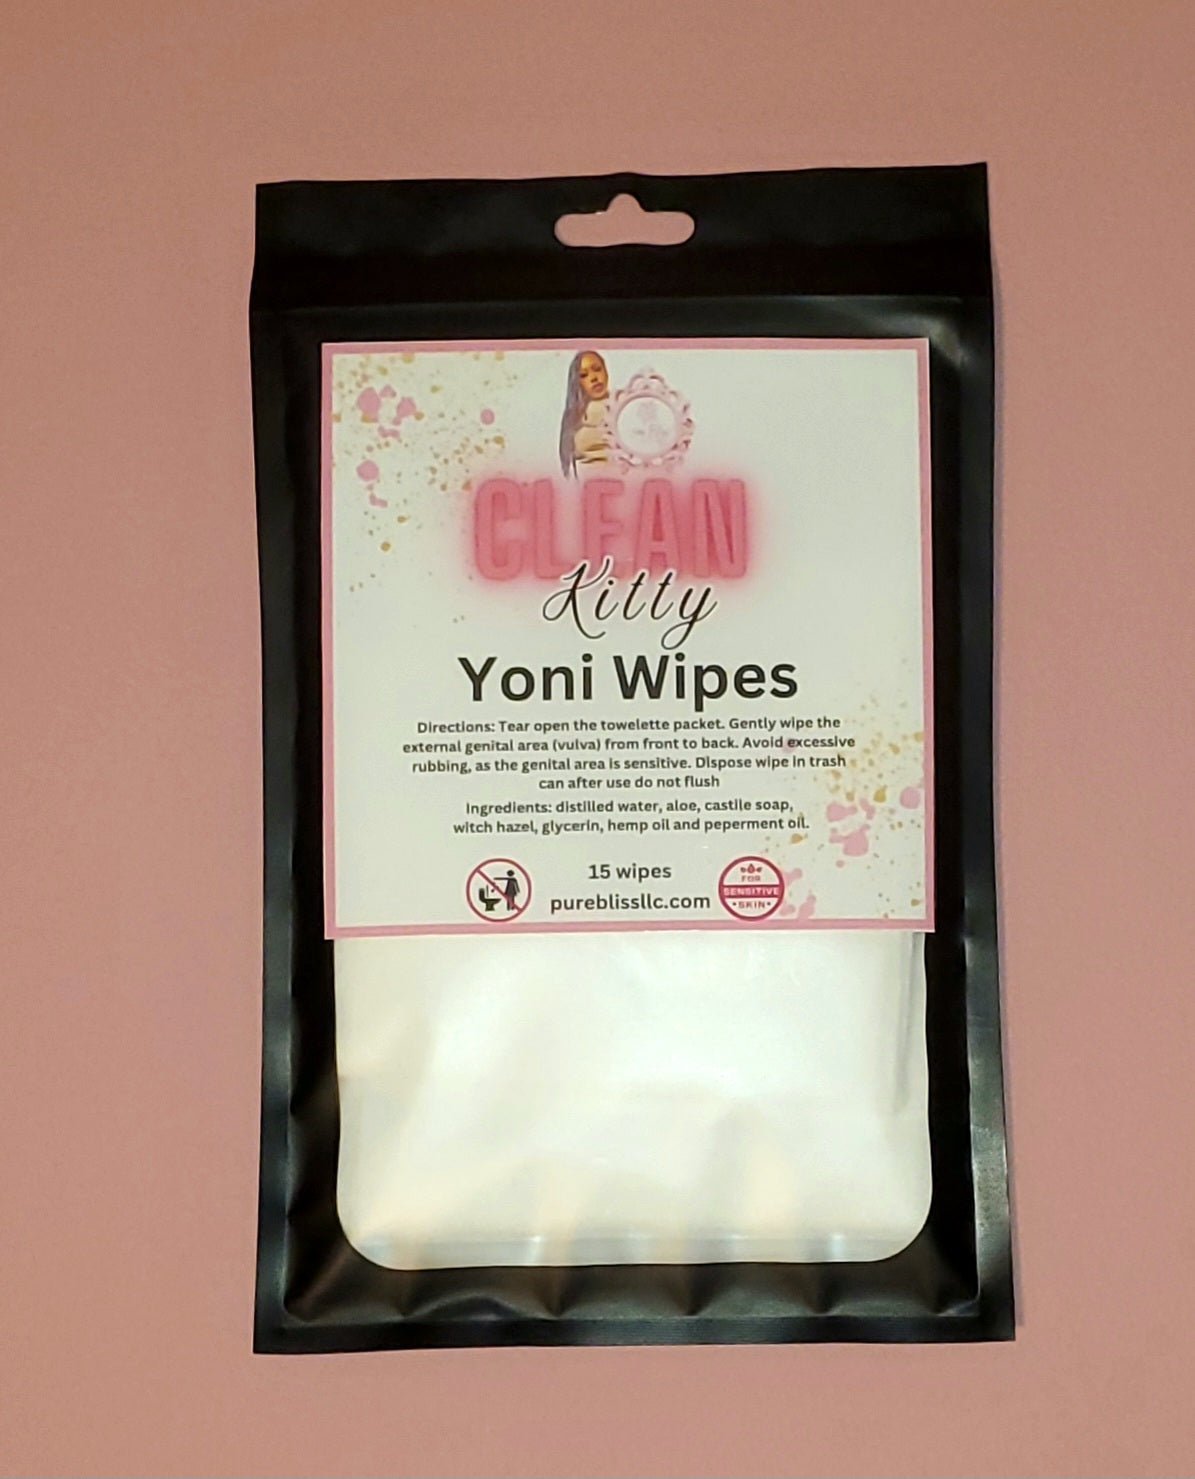 CLEAN
Kitty
Yoni Wipes
Directions: Tear open the towelette packet. Gently wipe the
external genital area (vulva) from front to back. Avoid excessive
rubbing, as the genital area is sensitive. Dispose wipe in trash
can after use do not flush
Ingredients: distilled water, aloe, castile soap,
witch hazel, glycerin, hemp oil and peperment oil.
15 wipes
pureblissllc.com
FOR
SENSITIVE
•SKIN•